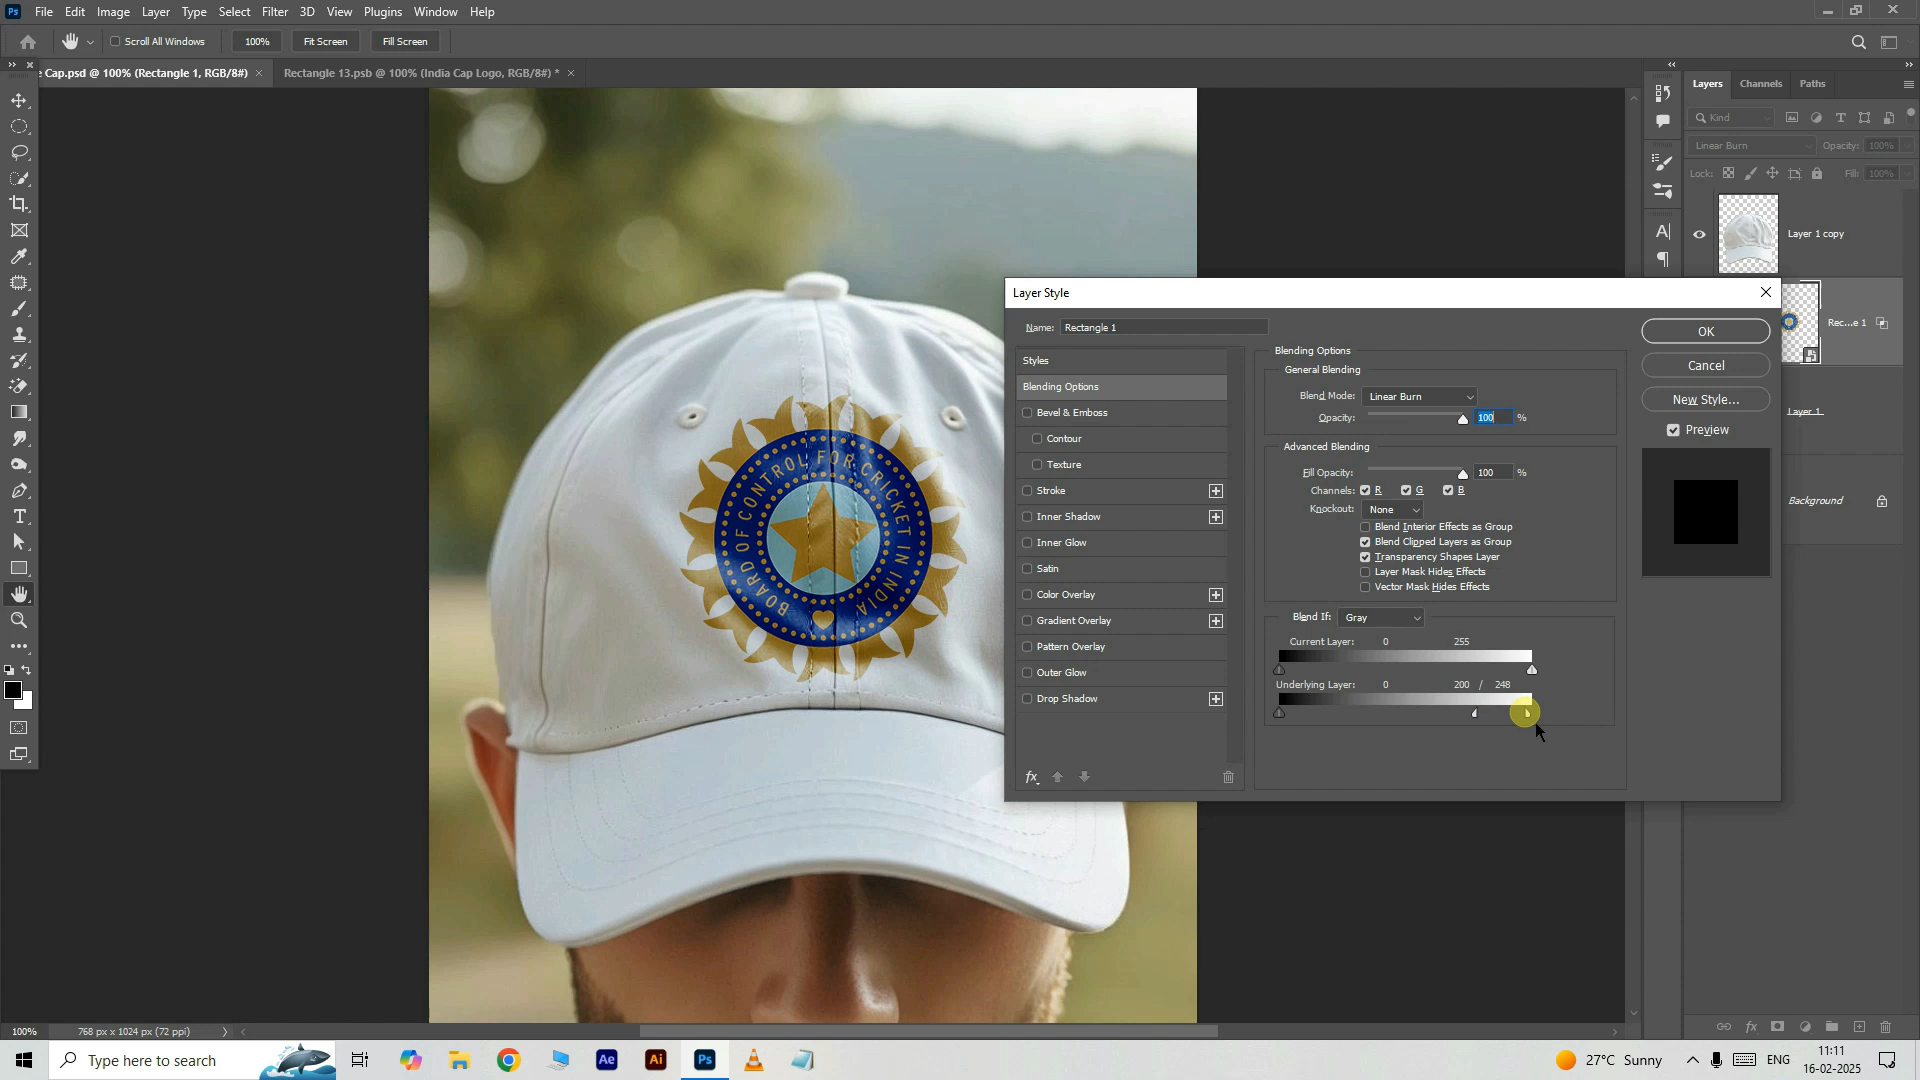 Ps File Edit Image Layer Type Select Filter 3D View Plugins Window Help
Scroll All Windows 100% Fit Screen Fill Screen
e Cap.psd @ 100% (Rectangle 1, RGB/8#) × Rectangle 13.psb @ 100% (India Cap Logo, RGB/8#) * ×
Layers Channels Paths
Kind
Linear Burn Opacity: 100%
Lock: Fill: 100%
Layer 1 copy
Rec...e 1
Layer 1
Background
BOARD OF CONTROL FOR CRICKET IN INDIA
Layer Style
Name: Rectangle 1
Styles
Blending Options
Bevel & Emboss
Contour
Texture
Stroke
Inner Shadow
Inner Glow
Satin
Color Overlay
Gradient Overlay
Pattern Overlay
Outer Glow
Drop Shadow
fx
Blending Options
General Blending
Blend Mode: Linear Burn
Opacity: 100 %
Advanced Blending
Fill Opacity: 100 %
Channels: R G B
Knockout: None
Blend Interior Effects as Group
Blend Clipped Layers as Group
Transparency Shapes Layer
Layer Mask Hides Effects
Vector Mask Hides Effects
Blend If: Gray
Current Layer: 0 255
Underlying Layer: 0 200 / 248
OK
Cancel
New Style...
Preview
100% 768 px x 1024 px (72 ppi)
Type here to search
Ae Ai Ps
27°C Sunny
ENG
11:11
16-02-2025